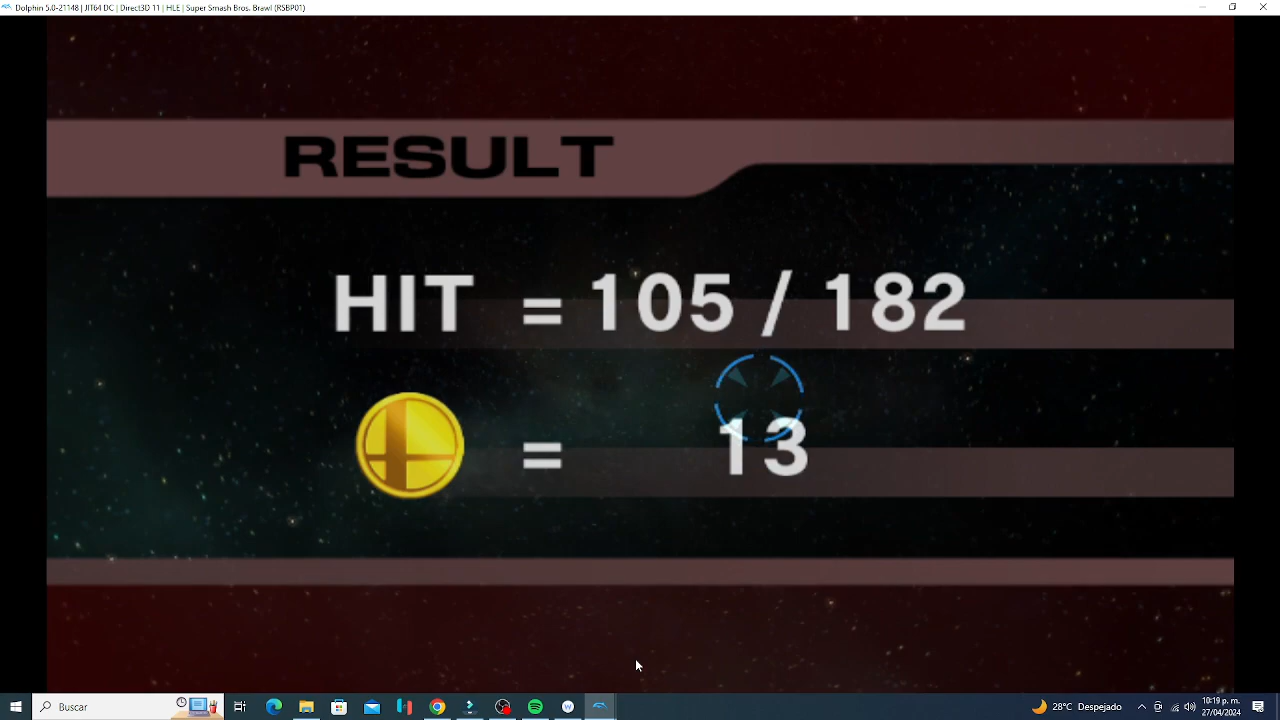 Dolphin 5.0-21148 | JIT64 DC | Direct3D 11 | HLE | Super Smash Bros. Brawl (RSBP01)
RESULT
HIT = 105 / 182
= 13
Buscar
28°C Despejado
10:19 p. m.
27/04/2024